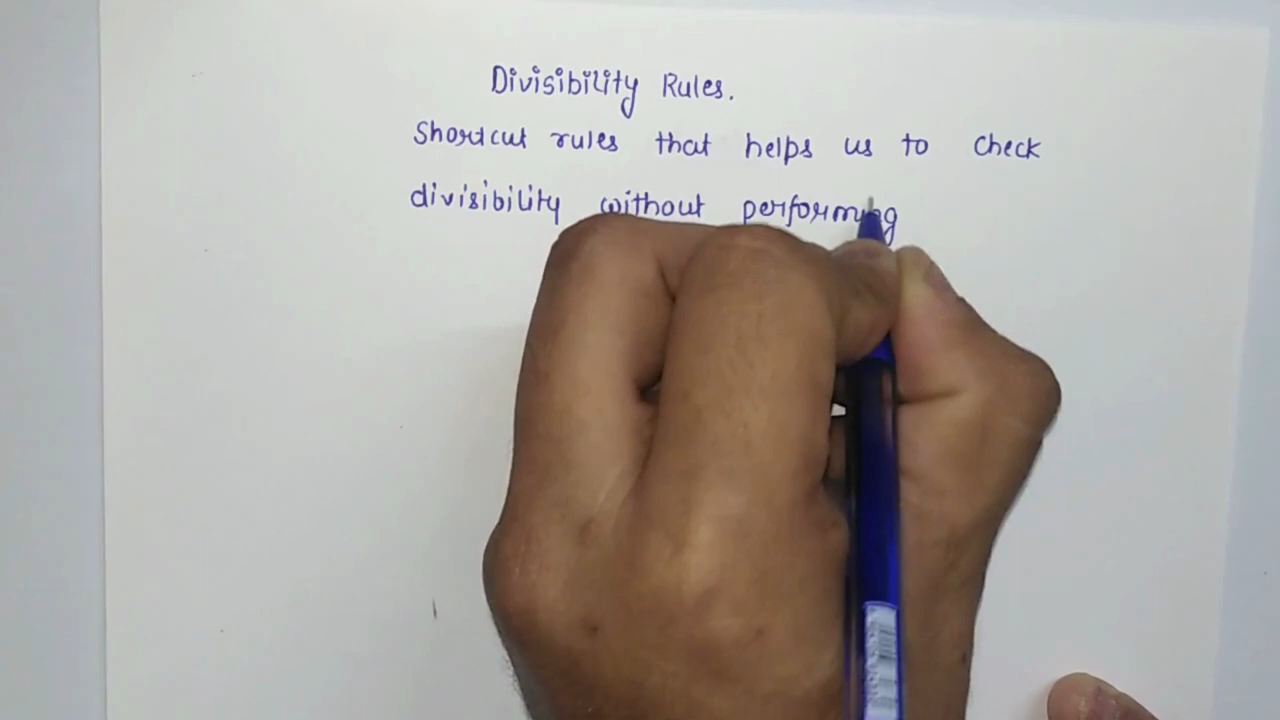 Divisibility Rules.
Shortcut rules that helps us to check
divisibility without performing